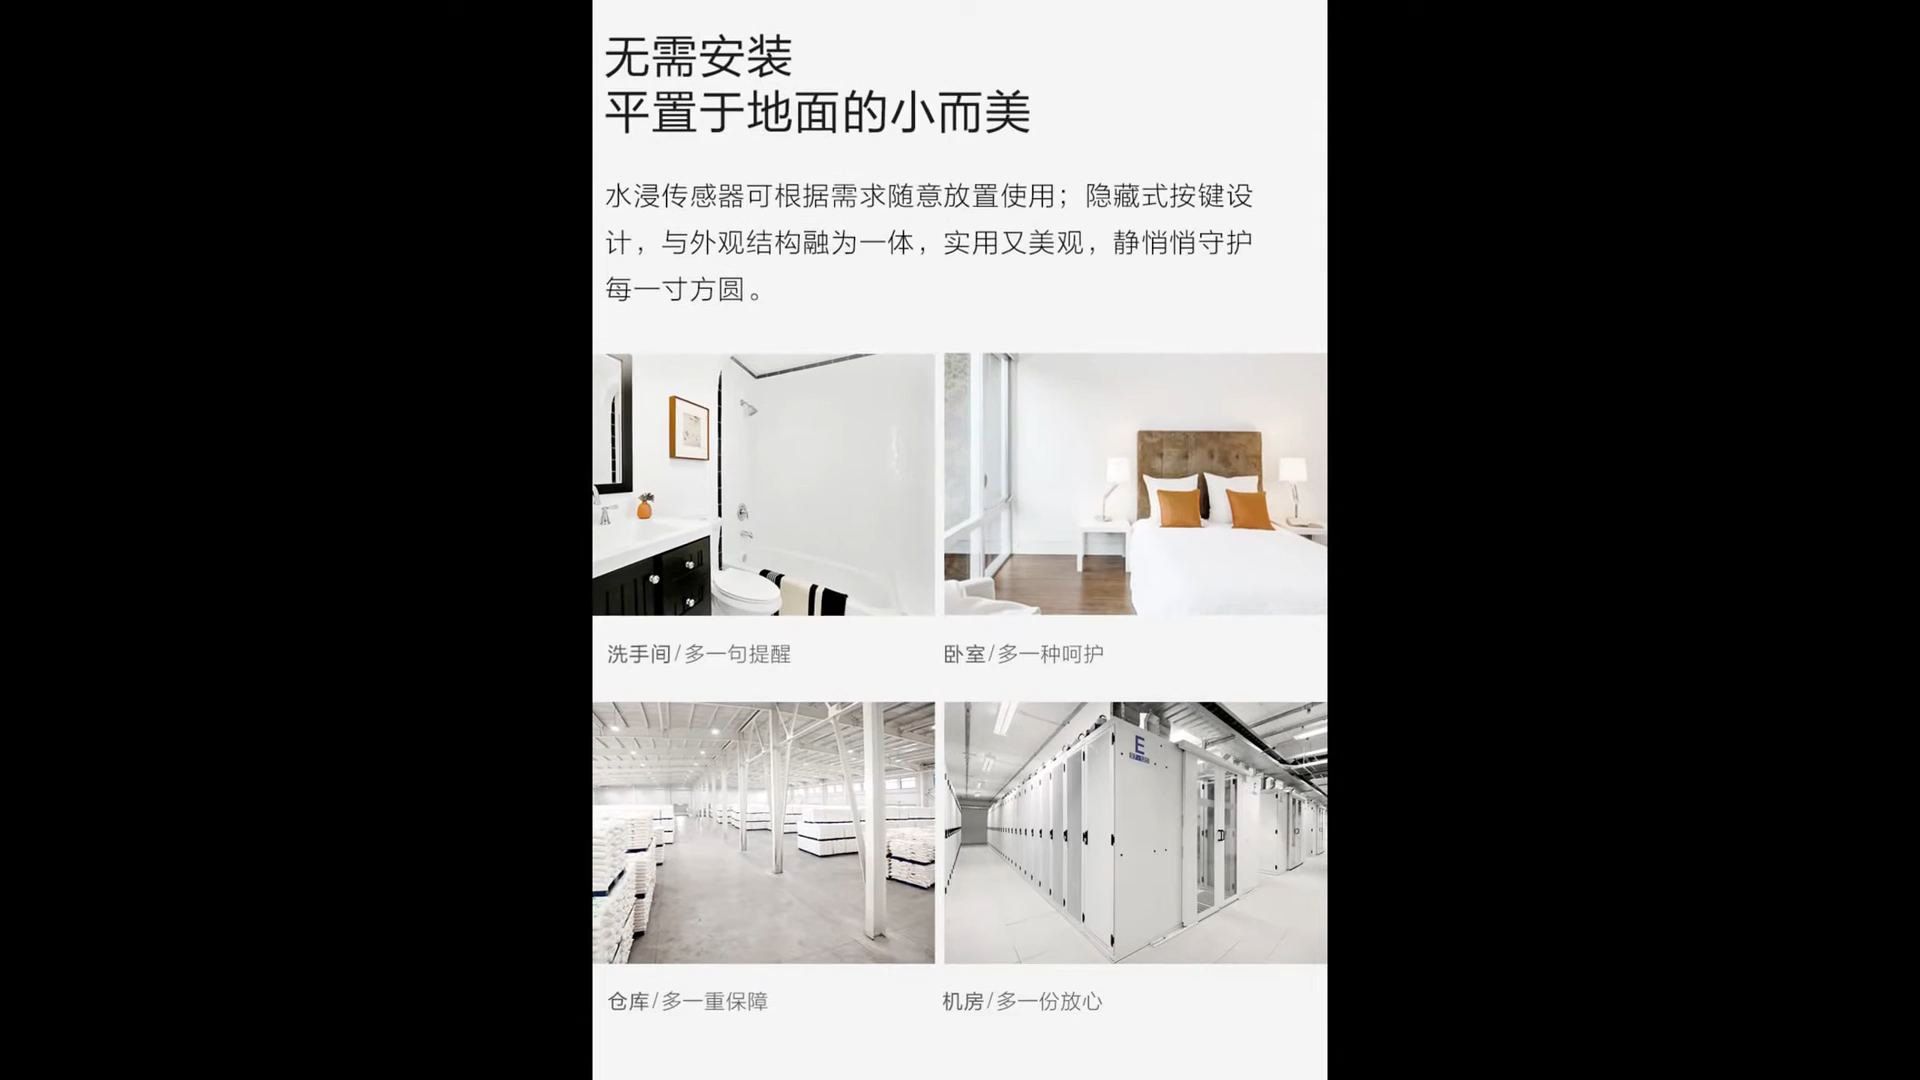 无需安装
平置于地面的小而美
水浸传感器可根据需求随意放置使用；隐藏式按键设
计，与外观结构融为一体，实用又美观，静悄悄守护
每一寸方圆。
洗手间/多一句提醒
卧室/多一种呵护
E
仓库/多一重保障
机房/多一份放心